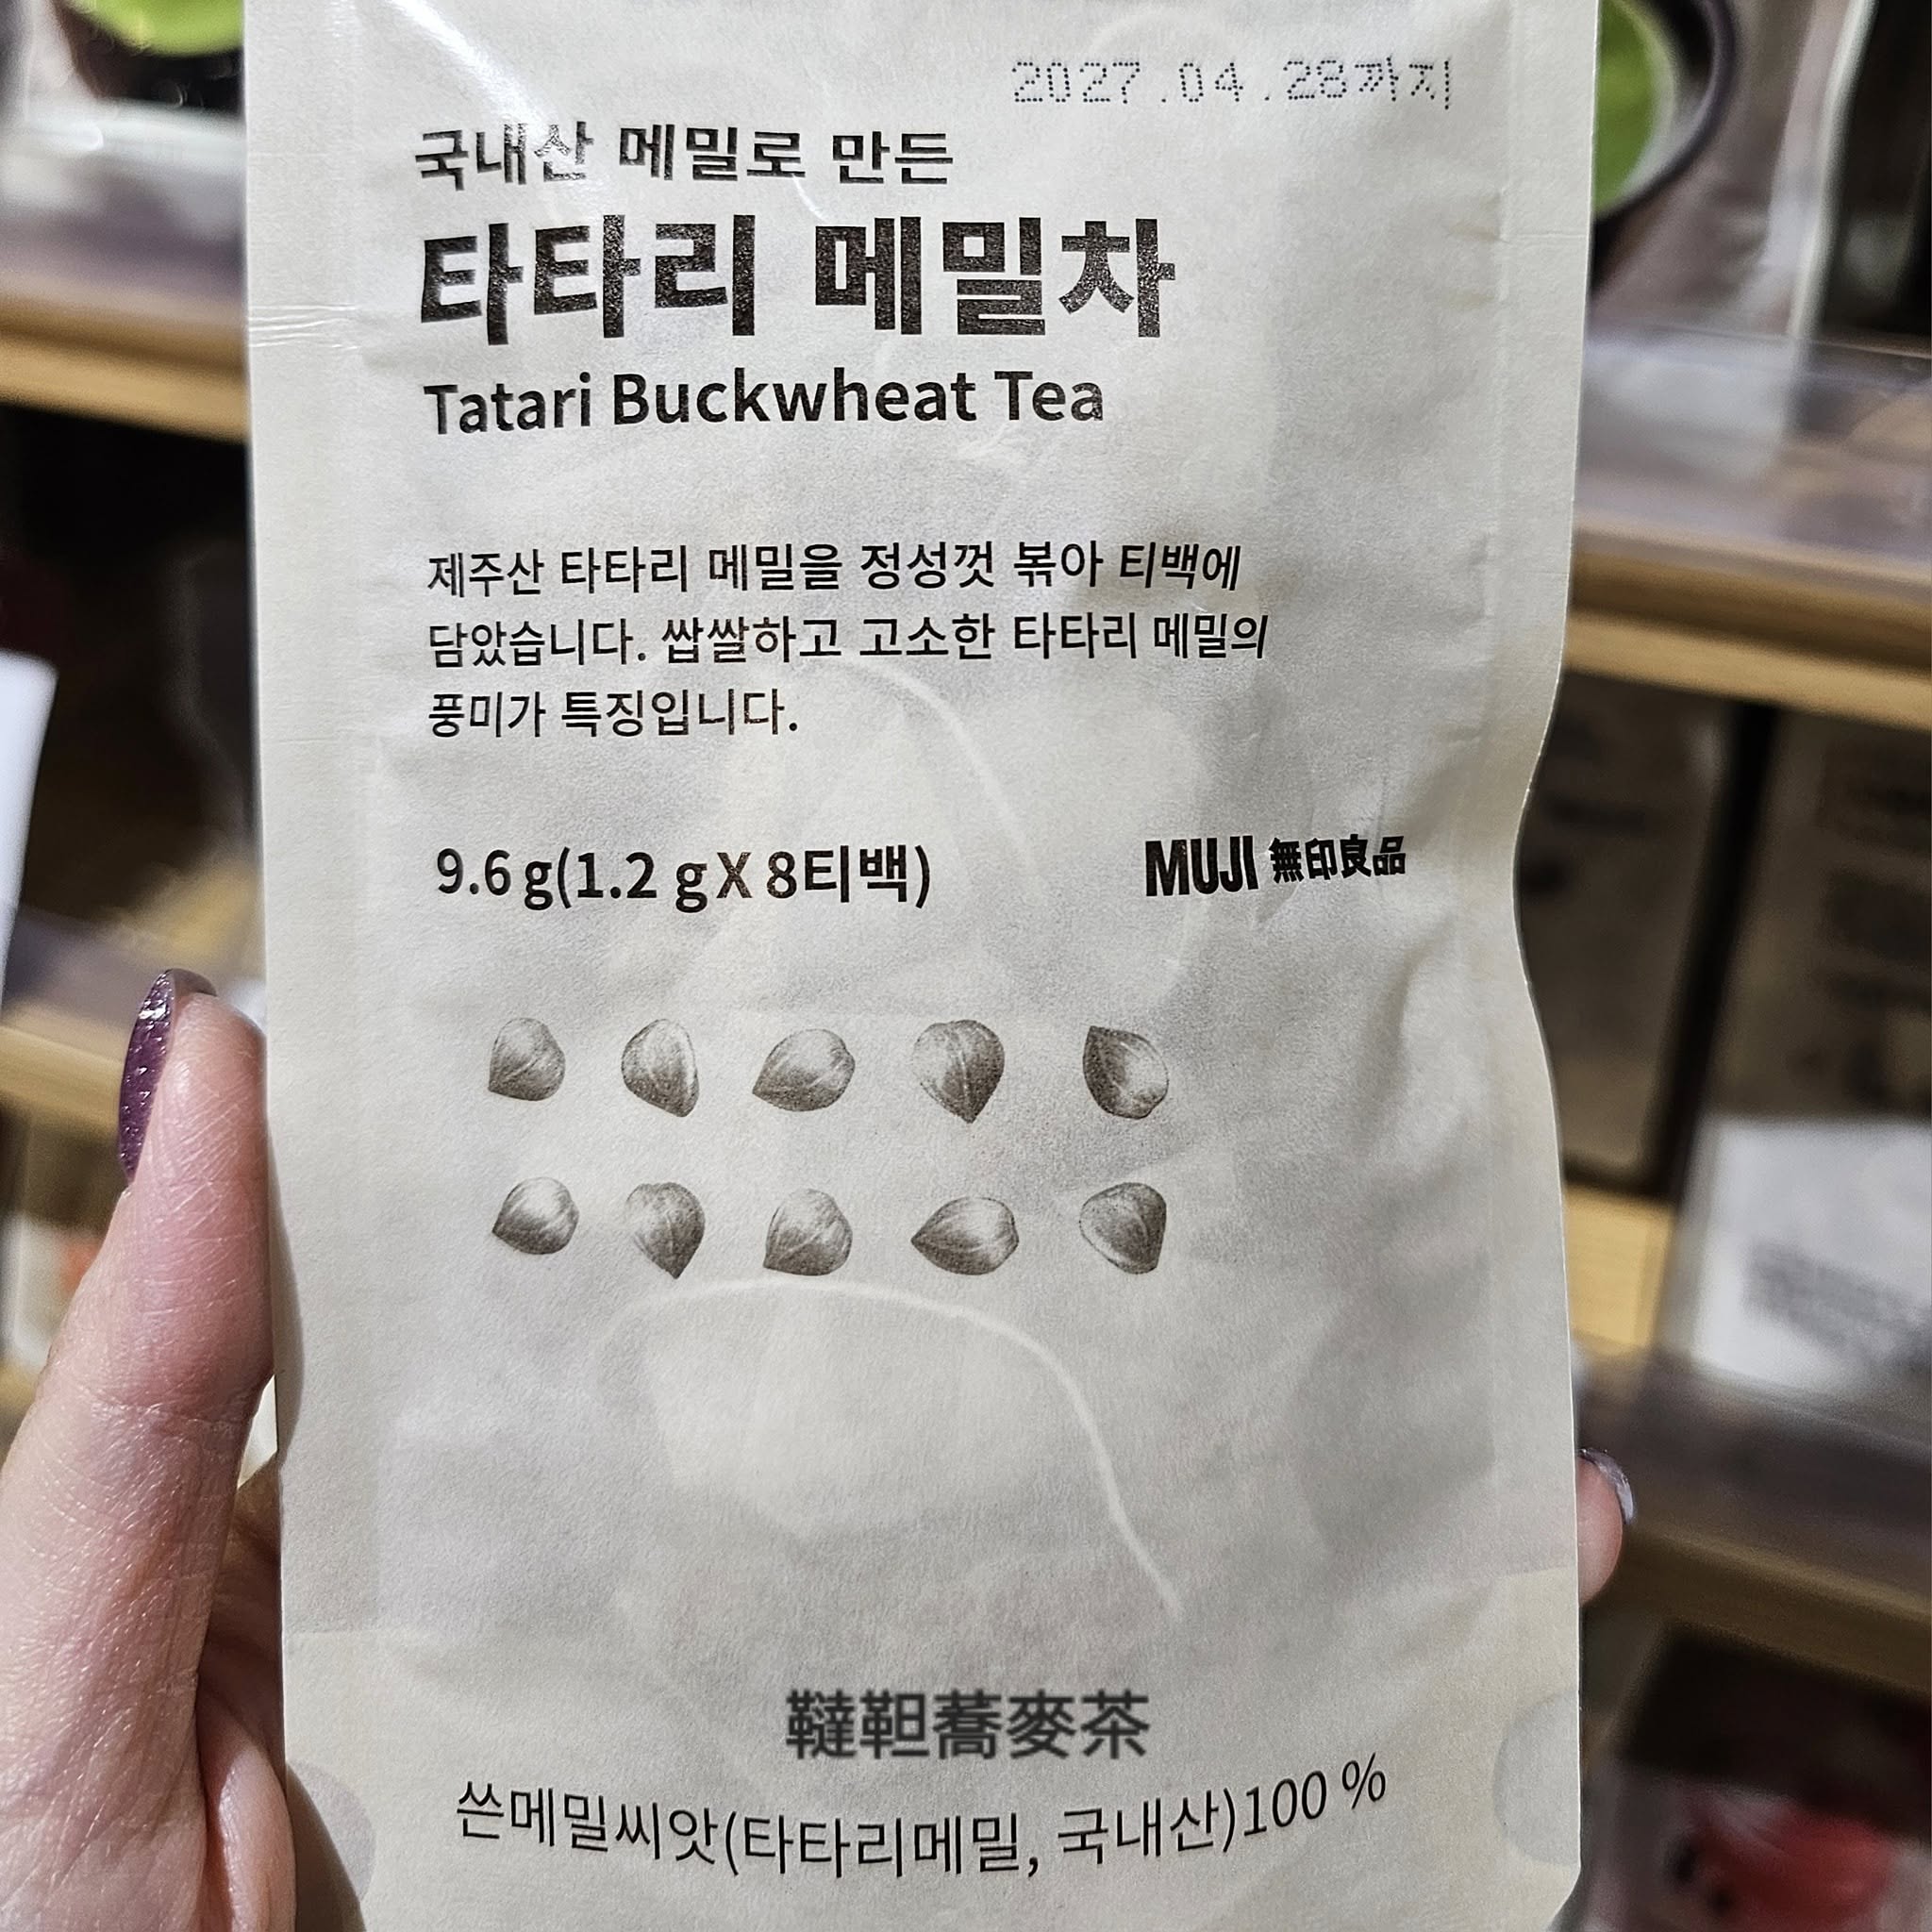 2027.04.28까지
국내산 메밀로 만든
타타리 메밀차
Tatari Buckwheat Tea
제주산 타타리 메밀을 정성껏 볶아 티백에
담았습니다. 쌉쌀하고 고소한 타타리 메밀의
풍미가 특징입니다.
9.6 g(1.2 g X 8티백)
MUJI 無印良品
韃靼蕎麥茶
쓴메밀씨앗(타타리메밀, 국내산)100 %